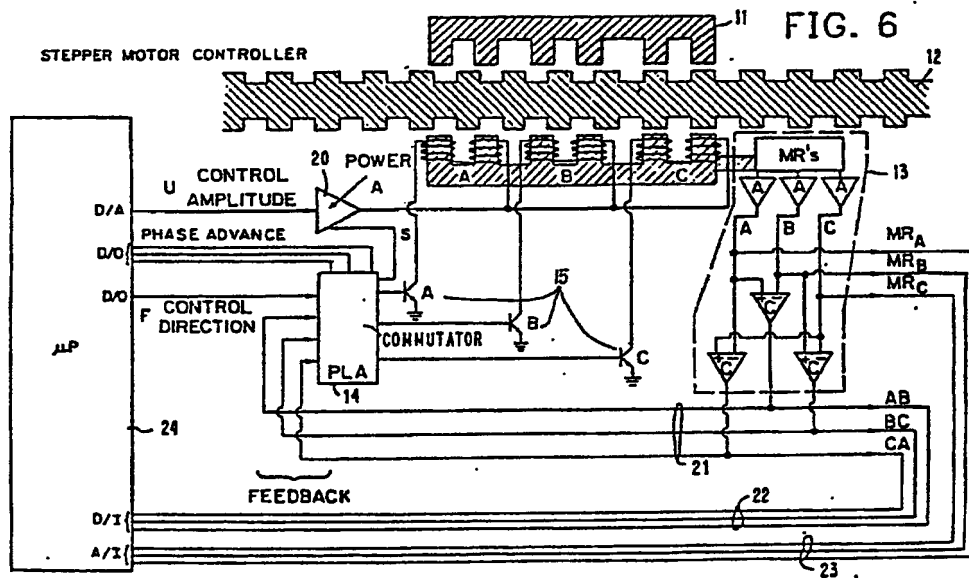 FIG. 6
11
STEPPER MOTOR CONTROLLER
12
20
POWER
A
A
B
C
MR's
13
U
CONTROL
AMPLITUDE
A
A
A
D/A
A
B
C
PHASE ADVANCE
S
MRA
D/O
MRB
A
15
D/O
MRC
F
CONTROL
DIRECTION
B
C
COMMUTATOR
μP
C
PLA
C
C
14
AB
24
BC
21
CA
FEEDBACK
22
D/I
A/I
23